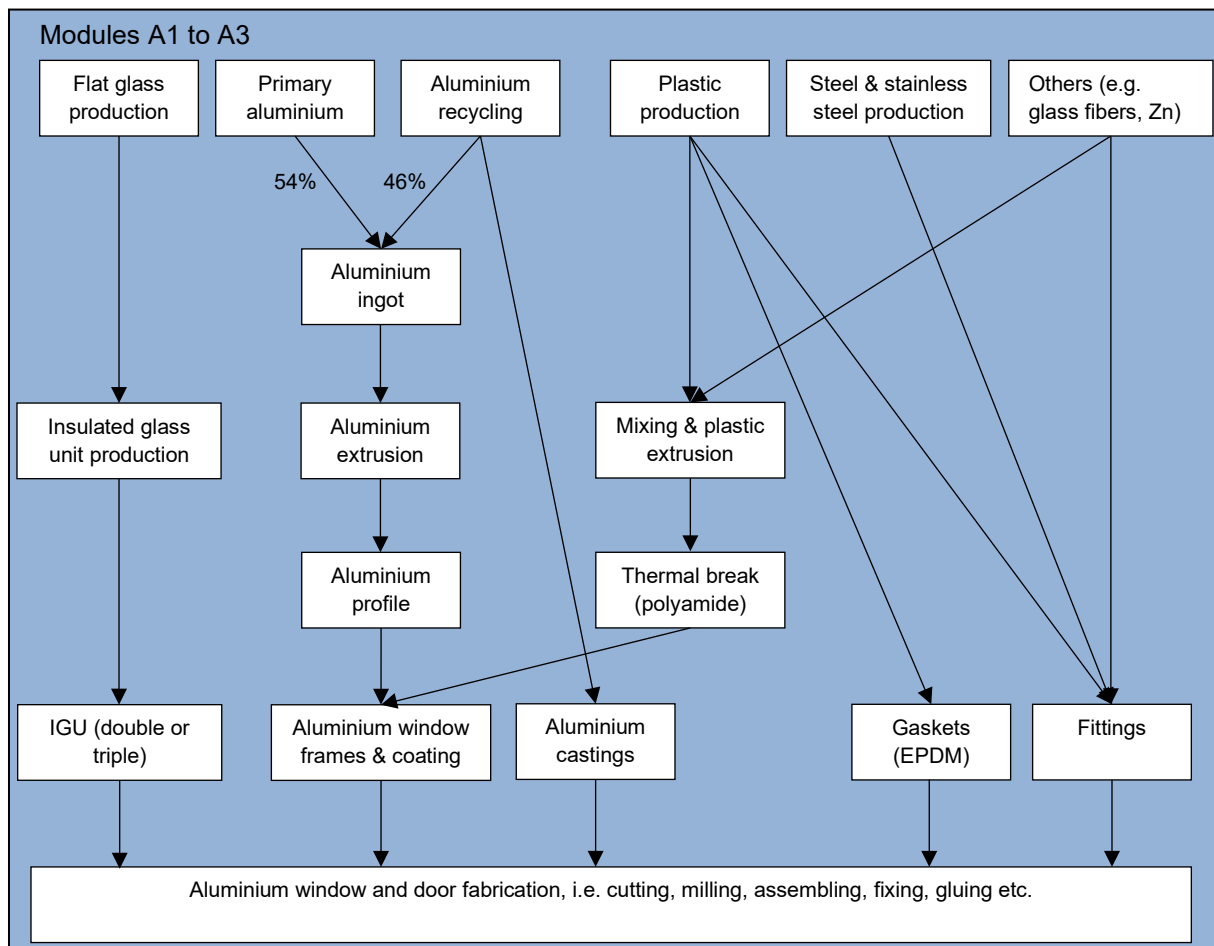 Modules A1 to A3
Flat glass
production
Primary
aluminium
Aluminium
recycling
Plastic
production
Steel & stainless
steel production
Others (e.g.
glass fibers, Zn)
54%
46%
Aluminium
ingot
Insulated glass
unit production
Aluminium
extrusion
Mixing & plastic
extrusion
Aluminium
profile
Thermal break
(polyamide)
IGU (double or
triple)
Aluminium window
frames & coating
Aluminium
castings
Gaskets
(EPDM)
Fittings
Aluminium window and door fabrication, i.e. cutting, milling, assembling, fixing, gluing etc.